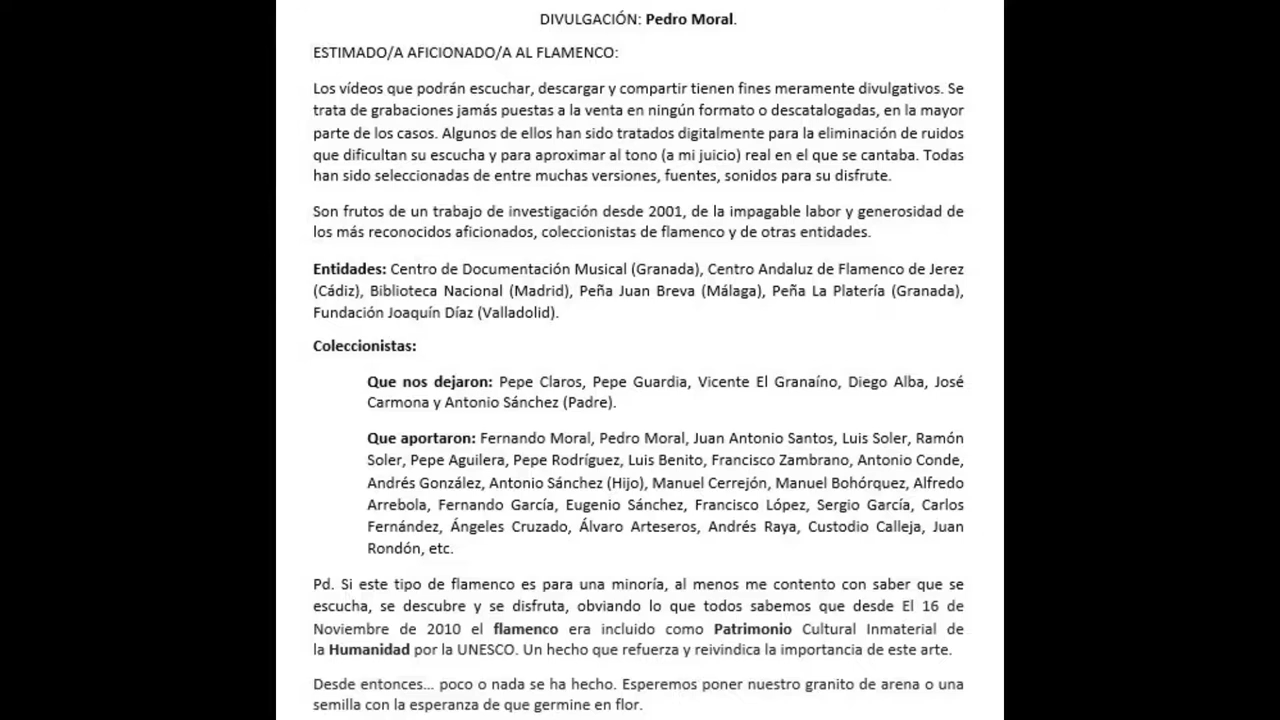 DIVULGACIÓN: Pedro Moral.
ESTIMADO/A AFICIONADO/A AL FLAMENCO:
Los vídeos que podrán escuchar, descargar y compartir tienen fines meramente divulgativos. Se
trata de grabaciones jamás puestas a la venta en ningún formato o descatalogadas, en la mayor
parte de los casos. Algunos de ellos han sido tratados digitalmente para la eliminación de ruidos
que dificultan su escucha y para aproximar al tono (a mi juicio) real en el que se cantaba. Todas
han sido seleccionadas de entre muchas versiones, fuentes, sonidos para su disfrute.
Son frutos de un trabajo de investigación desde 2001, de la impagable labor y generosidad de
los más reconocidos aficionados, coleccionistas de flamenco y de otras entidades.
Entidades: Centro de Documentación Musical (Granada), Centro Andaluz de Flamenco de Jerez
(Cádiz), Biblioteca Nacional (Madrid), Peña Juan Breva (Málaga), Peña La Platería (Granada),
Fundación Joaquín Díaz (Valladolid).
Coleccionistas:
Que nos dejaron: Pepe Claros, Pepe Guardia, Vicente El Granaíno, Diego Alba, José
Carmona y Antonio Sánchez (Padre).
Que aportaron: Fernando Moral, Pedro Moral, Juan Antonio Santos, Luis Soler, Ramón
Soler, Pepe Aguilera, Pepe Rodríguez, Luis Benito, Francisco Zambrano, Antonio Conde,
Andrés González, Antonio Sánchez (Hijo), Manuel Cerrejón, Manuel Bohórquez, Alfredo
Arrebola, Fernando García, Eugenio Sánchez, Francisco López, Sergio García, Carlos
Fernández, Ángeles Cruzado, Álvaro Arteseros, Andrés Raya, Custodio Calleja, Juan
Rondón, etc.
Pd. Si este tipo de flamenco es para una minoría, al menos me contento con saber que se
escucha, se descubre y se disfruta, obviando lo que todos sabemos que desde El 16 de
Noviembre de 2010 el flamenco era incluido como Patrimonio Cultural Inmaterial de
la Humanidad por la UNESCO. Un hecho que refuerza y reivindica la importancia de este arte.
Desde entonces... poco o nada se ha hecho. Esperemos poner nuestro granito de arena o una
semilla con la esperanza de que germine en flor.